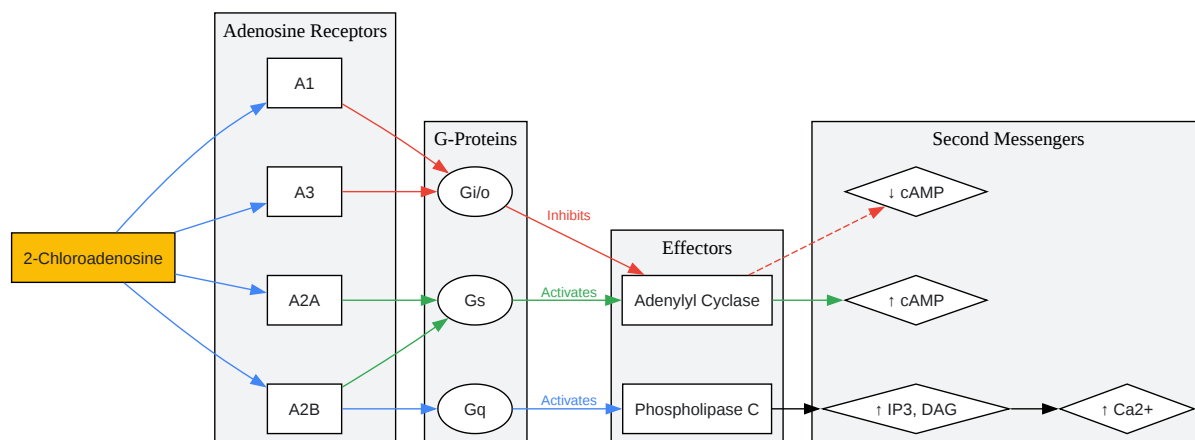 Adenosine Receptors
A1
G-Proteins
Second Messengers
A3
Gi/o
↓ cAMP
Inhibits
2-Chloroadenosine
Effectors
A2A
Gs
Activates
Adenylyl Cyclase
↑ cAMP
A2B
Gq
Activates
Phospholipase C
↑ IP3, DAG
↑ Ca2+